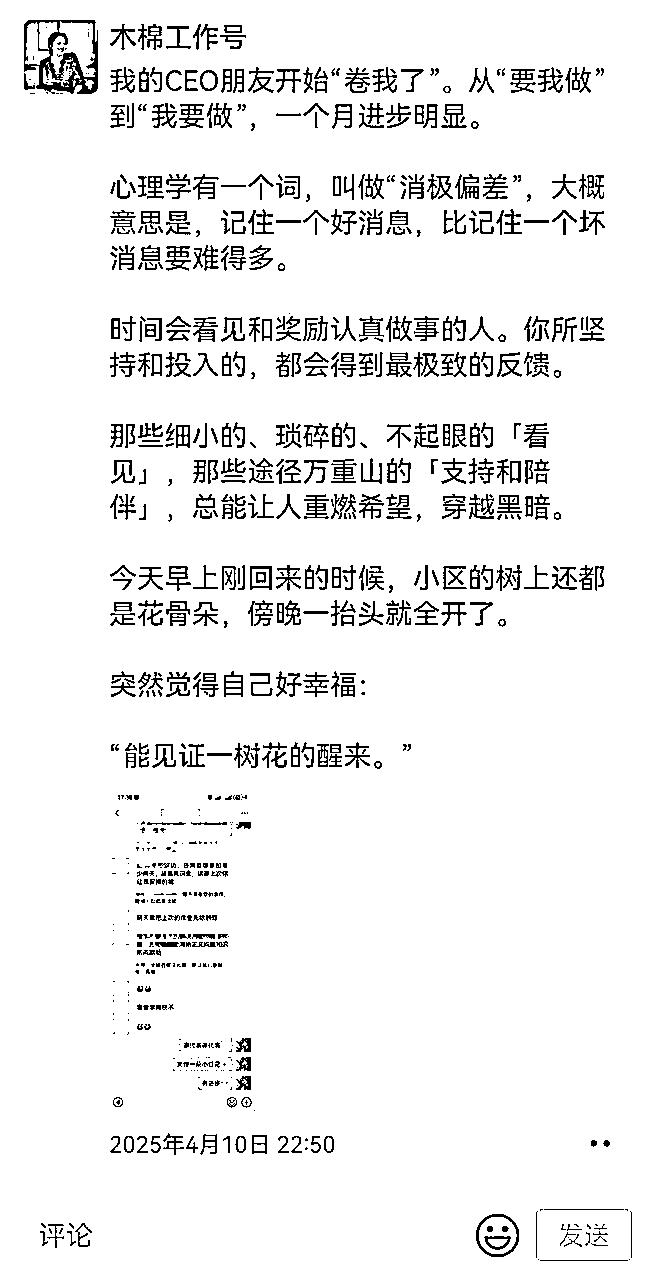 木棉工作号
我的CEO朋友开始“卷我了”。从“要我做”
到“我要做”，一个月进步明显。
心理学有一个词，叫做“消极偏差”，大概
意思是，记住一个好消息，比记住一个坏
消息要难得多。
时间会看见和奖励认真做事的人。你所坚
持和投入的，都会得到最极致的反馈。
那些细小的、琐碎的、不起眼的「看
见」，那些途径万重山的「支持和陪
伴」，总能让人重燃希望，穿越黑暗。
今天早上刚回来的时候，小区的树上还都
是花骨朵，傍晚一抬头就全开了。
突然觉得自己好幸福：
“能见证一树花的醒来。”
2025年4月10日 22:50
评论
发送